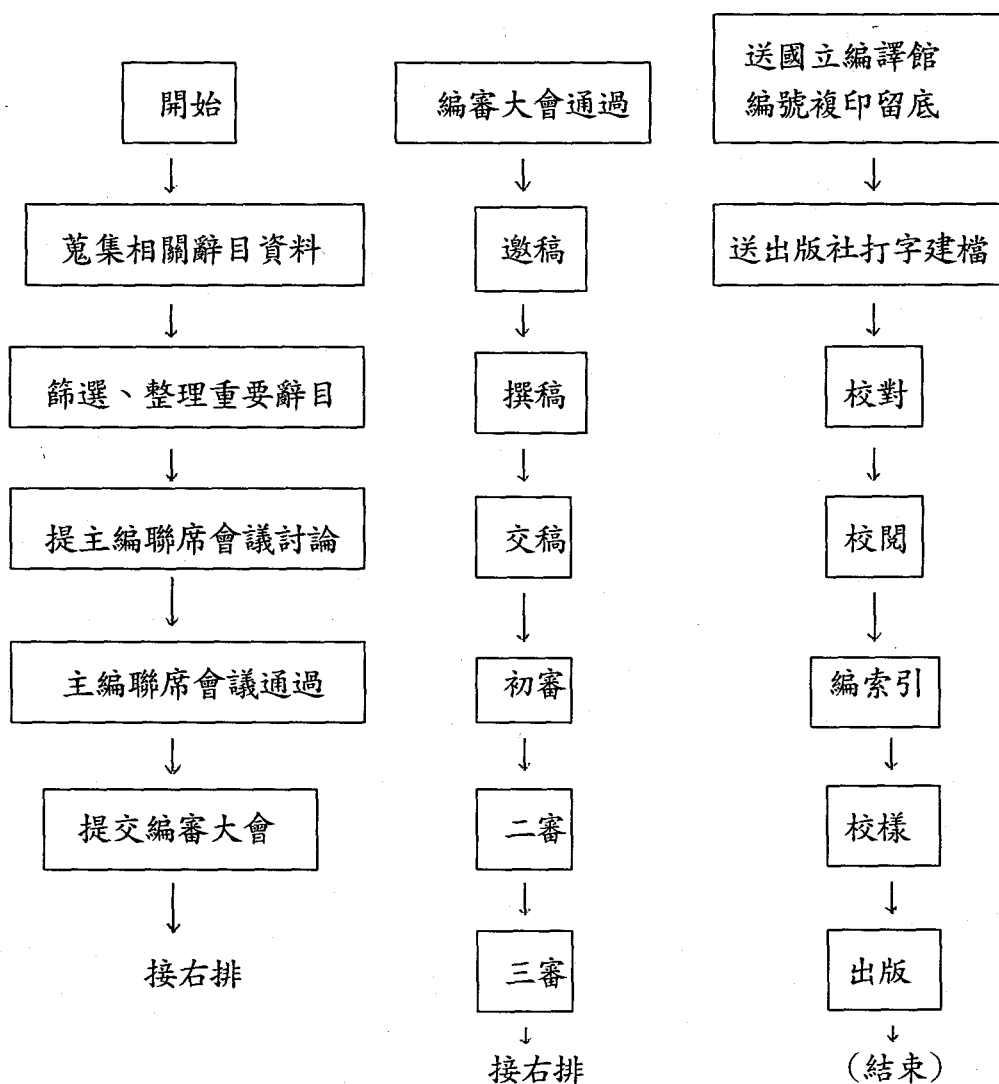 開始
蒐集相關辭目資料
篩選、整理重要辭目
提主編聯席會議討論
主編聯席會議通過
提交編審大會
接右排
編審大會通過
邀稿
撰稿
交稿
初審
二審
三審
接右排
送國立編譯館
編號複印留底
送出版社打字建檔
校對
校閱
編索引
校樣
出版
（結束）